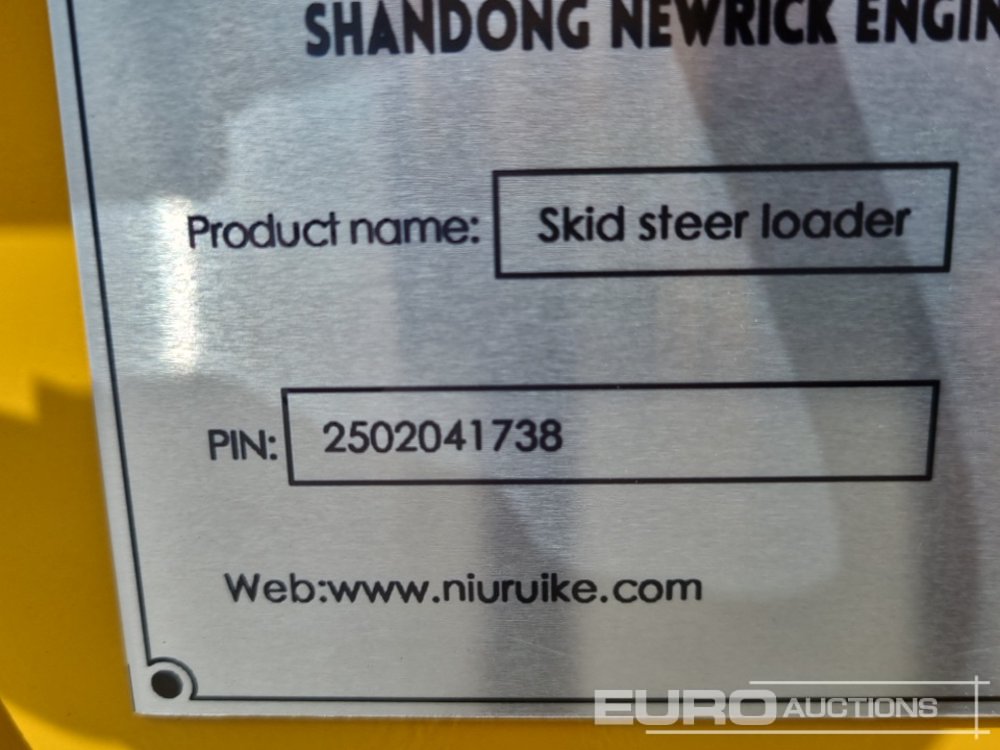 SHANDONG NEWRICK ENGIN
Product name: Skid steer loader
PIN: 2502041738
Web:www.niuruike.com
EURO AUCTIONS